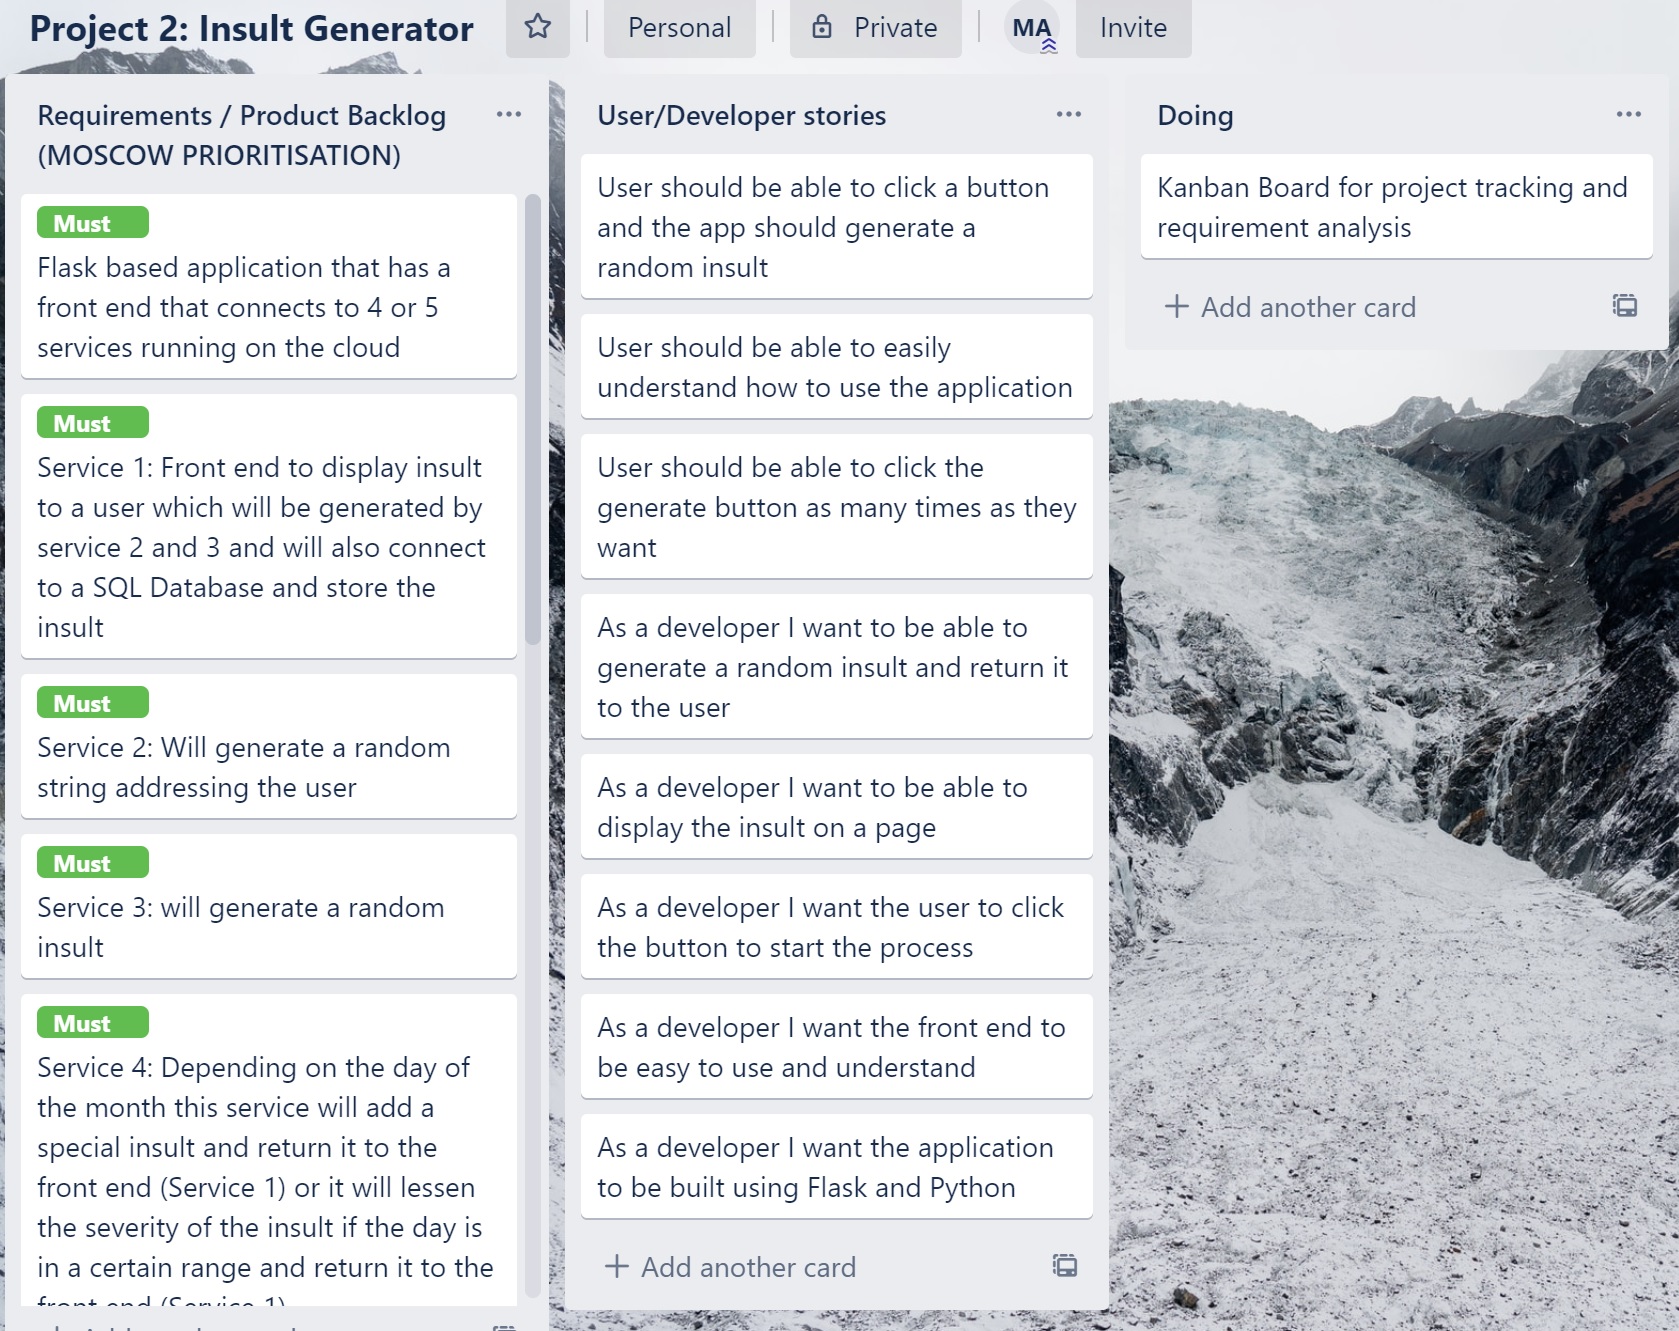 Project 2: Insult Generator
Personal
Private
MA
Invite
Requirements / Product Backlog
(MOSCOW PRIORITISATION)
Must
Flask based application that has a
front end that connects to 4 or 5
services running on the cloud
Must
Service 1: Front end to display insult
to a user which will be generated by
service 2 and 3 and will also connect
to a SQL Database and store the
insult
Must
Service 2: Will generate a random
string addressing the user
Must
Service 3: will generate a random
insult
Must
Service 4: Depending on the day of
the month this service will add a
special insult and return it to the
front end (Service 1) or it will lessen
the severity of the insult if the day is
in a certain range and return it to the
front end (Service 1)
User/Developer stories
User should be able to click a button
and the app should generate a
random insult
User should be able to easily
understand how to use the application
User should be able to click the
generate button as many times as they
want
As a developer I want to be able to
generate a random insult and return it
to the user
As a developer I want to be able to
display the insult on a page
As a developer I want the user to click
the button to start the process
As a developer I want the front end to
be easy to use and understand
As a developer I want the application
to be built using Flask and Python
Add another card
Doing
Kanban Board for project tracking and
requirement analysis
Add another card